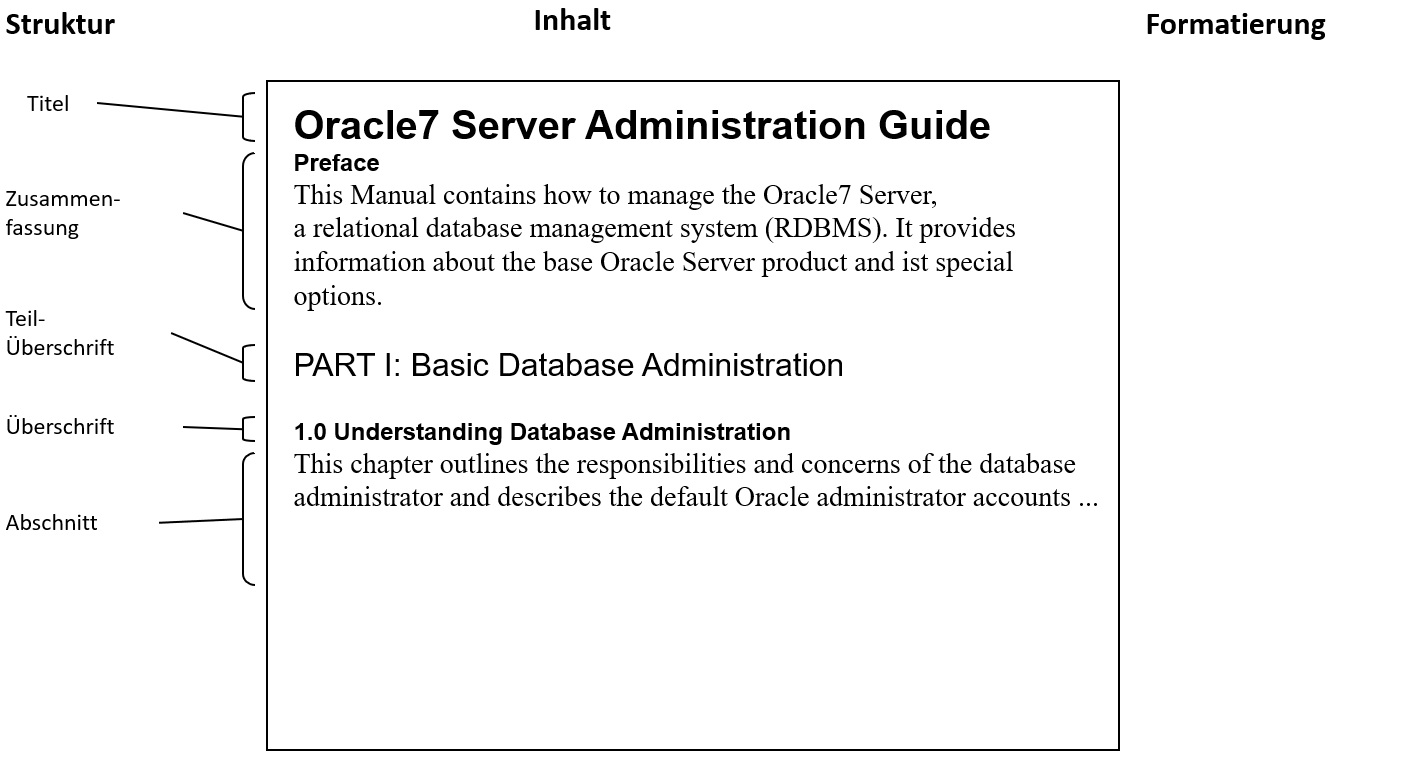 Struktur
Inhalt
Formatierung
Titel
Oracle7 Server Administration Guide
Zusammen-
fassung
Preface
This Manual contains how to manage the Oracle7 Server,
a relational database management system (RDBMS). It provides
information about the base Oracle Server product and ist special
options.
Teil-
Überschrift
PART I: Basic Database Administration
Überschrift
1.0 Understanding Database Administration
Abschnitt
This chapter outlines the responsibilities and concerns of the database
administrator and describes the default Oracle administrator accounts ...